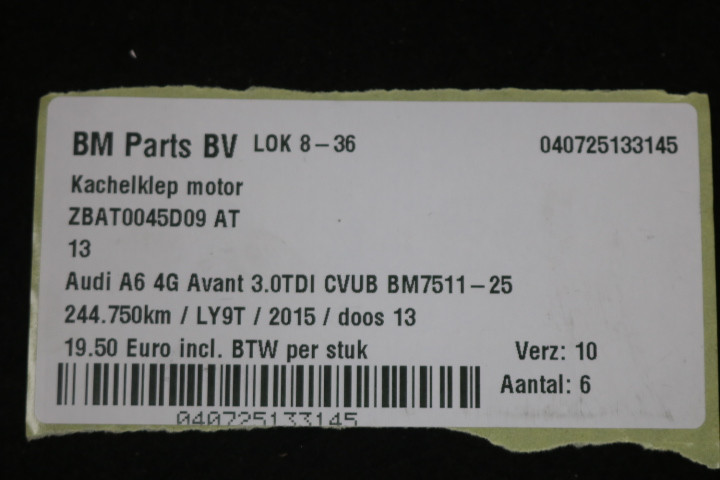 BM Parts BV LOK 8-36 040725133145
Kachelklep motor
ZBAT0045D09 AT
13
Audi A6 4G Avant 3.0TDI CVUB BM7511-25
244.750km / LY9T / 2015 / doos 13
19.50 Euro incl. BTW per stuk Verz: 10
Aantal: 6
040725133145